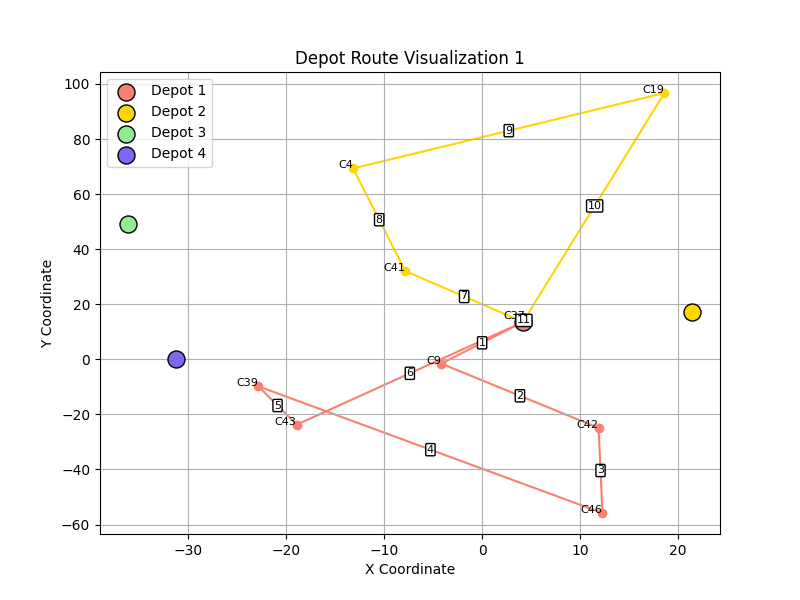 Depot Route Visualization 1
Depot 1
Depot 2
Depot 3
Depot 4
100
80
60
40
20
0
−20
−40
−60
Y Coordinate
C19
9
C4
10
8
C41
7
C37
11
1
C9
6
C39
2
5
C43
C42
4
3
C46
−30
−20
−10
0
10
20
X Coordinate